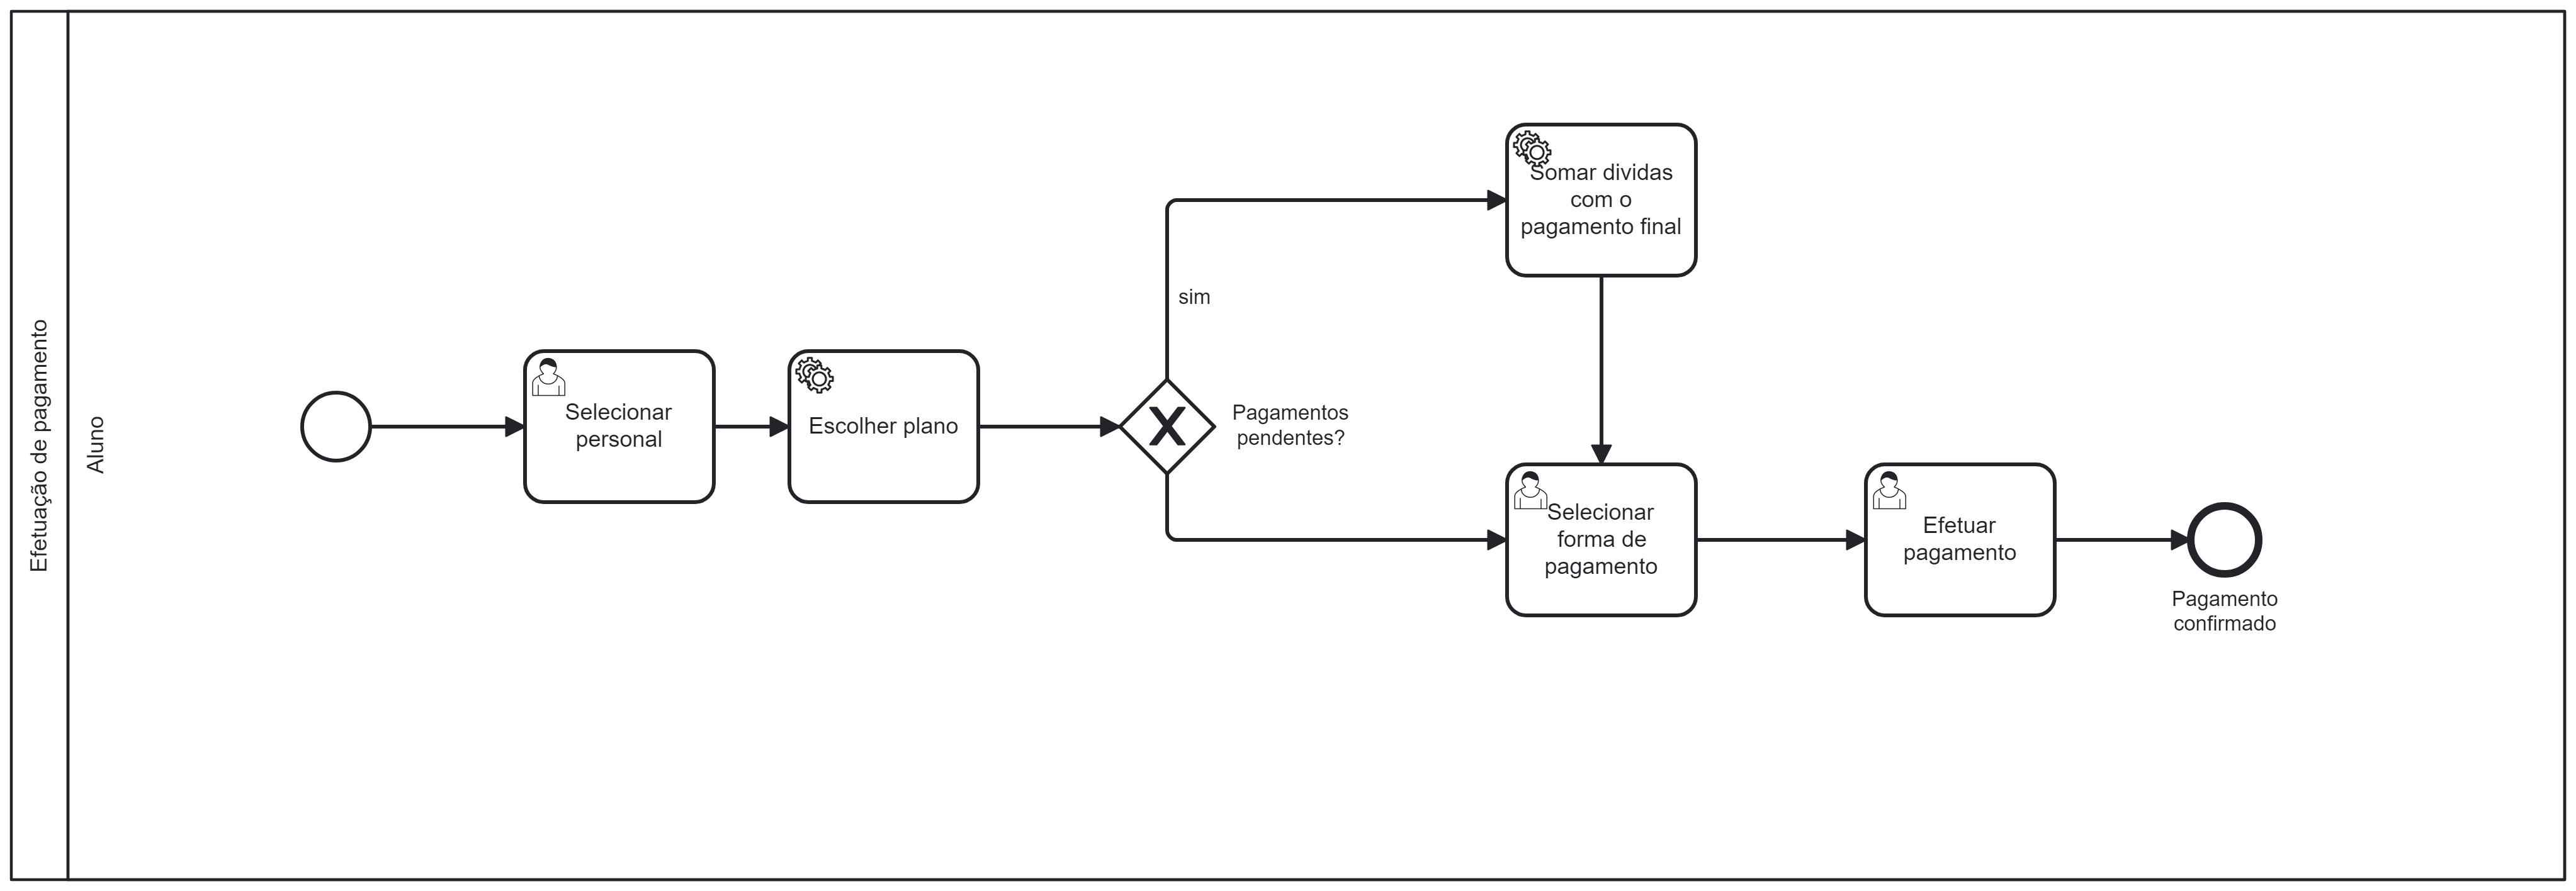 Efetuação de pagamento
Aluno
Selecionar
personal
Escolher plano
sim
Pagamentos
pendentes?
Somar dividas
com o
pagamento final
Selecionar
forma de
pagamento
Efetuar
pagamento
Pagamento
confirmado